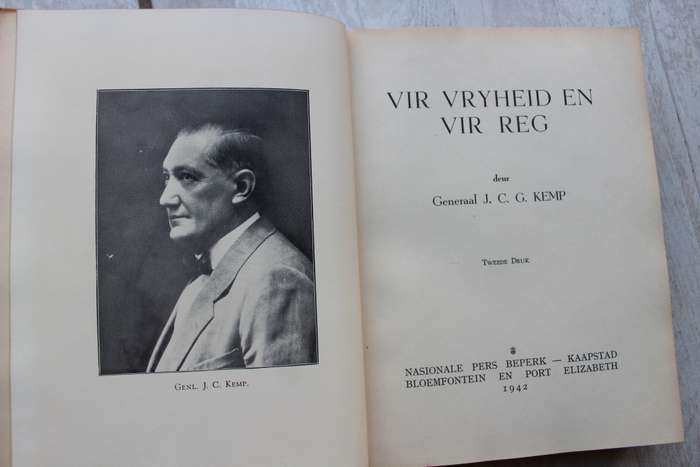 GENL. J. C. KEMP.
VIR VRYHEID EN
VIR REG
deur
Generaal J. C. G. KEMP
TWEEDE DRUK
NASIONALE PERS BEPERK — KAAPSTAD
BLOEMFONTEIN EN PORT ELIZABETH
1942